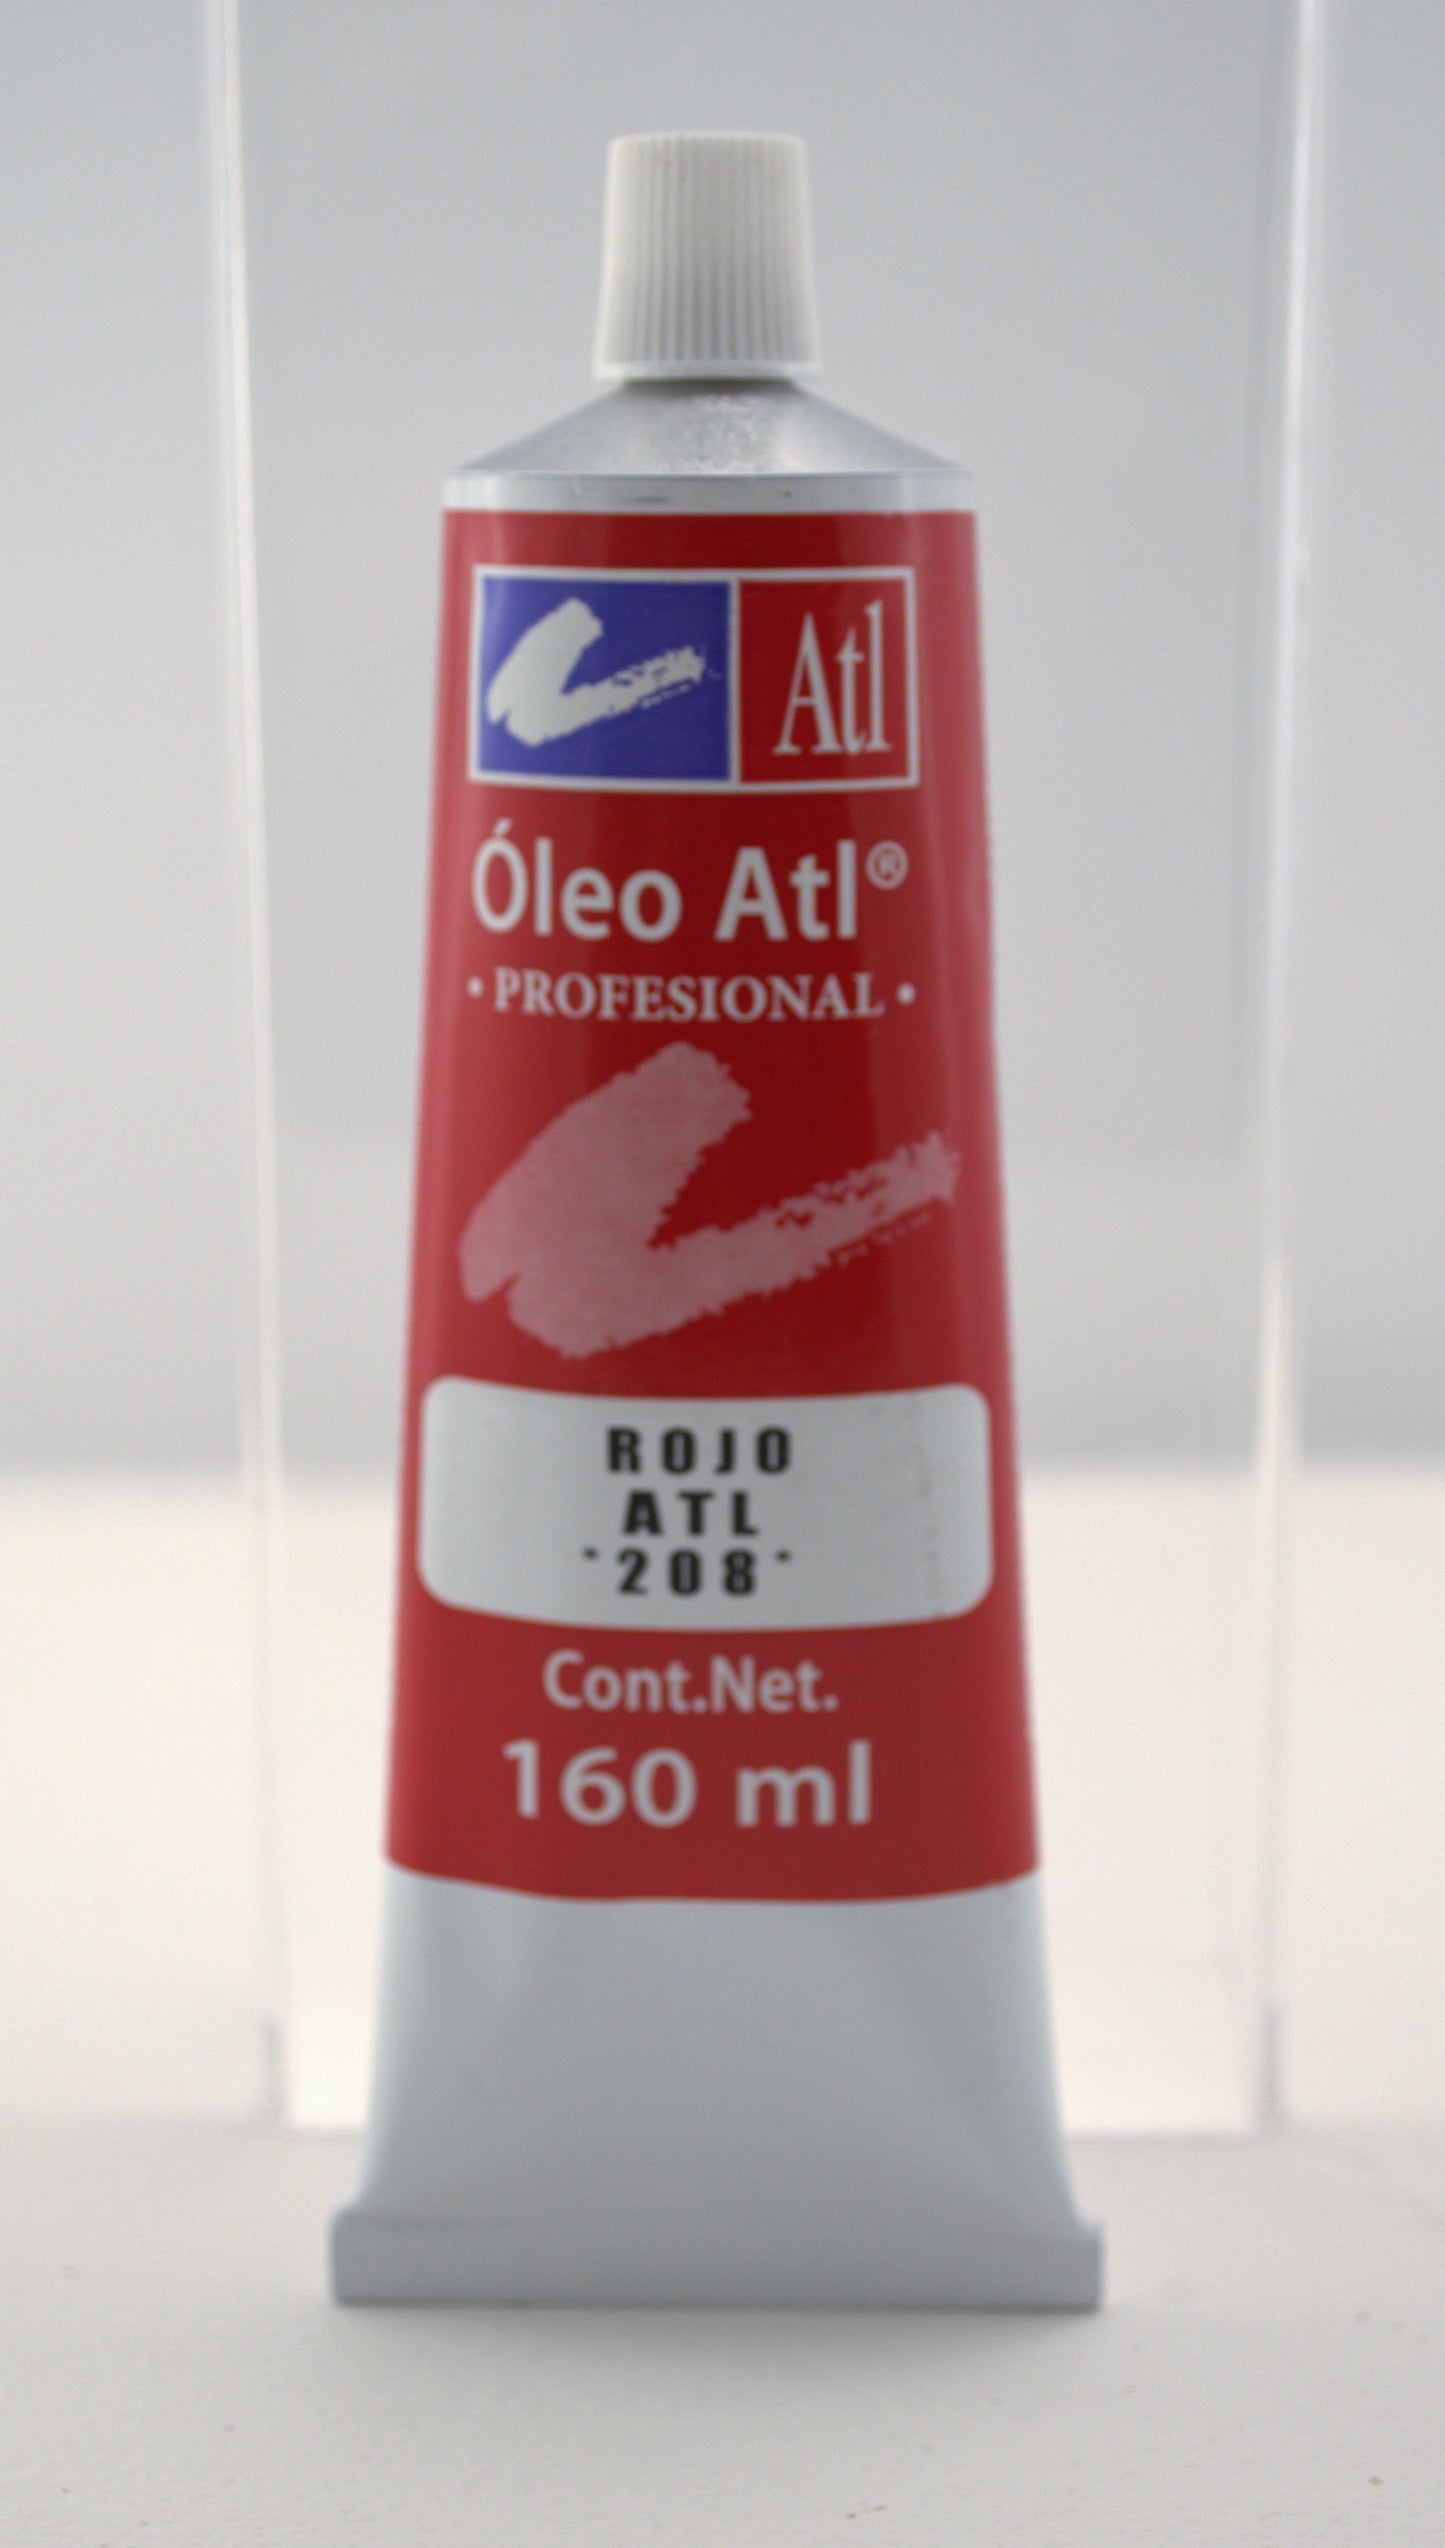 Atl
Óleo Atl®
• PROFESIONAL •
ROJO
ATL
*208*
Cont.Net.
160 ml